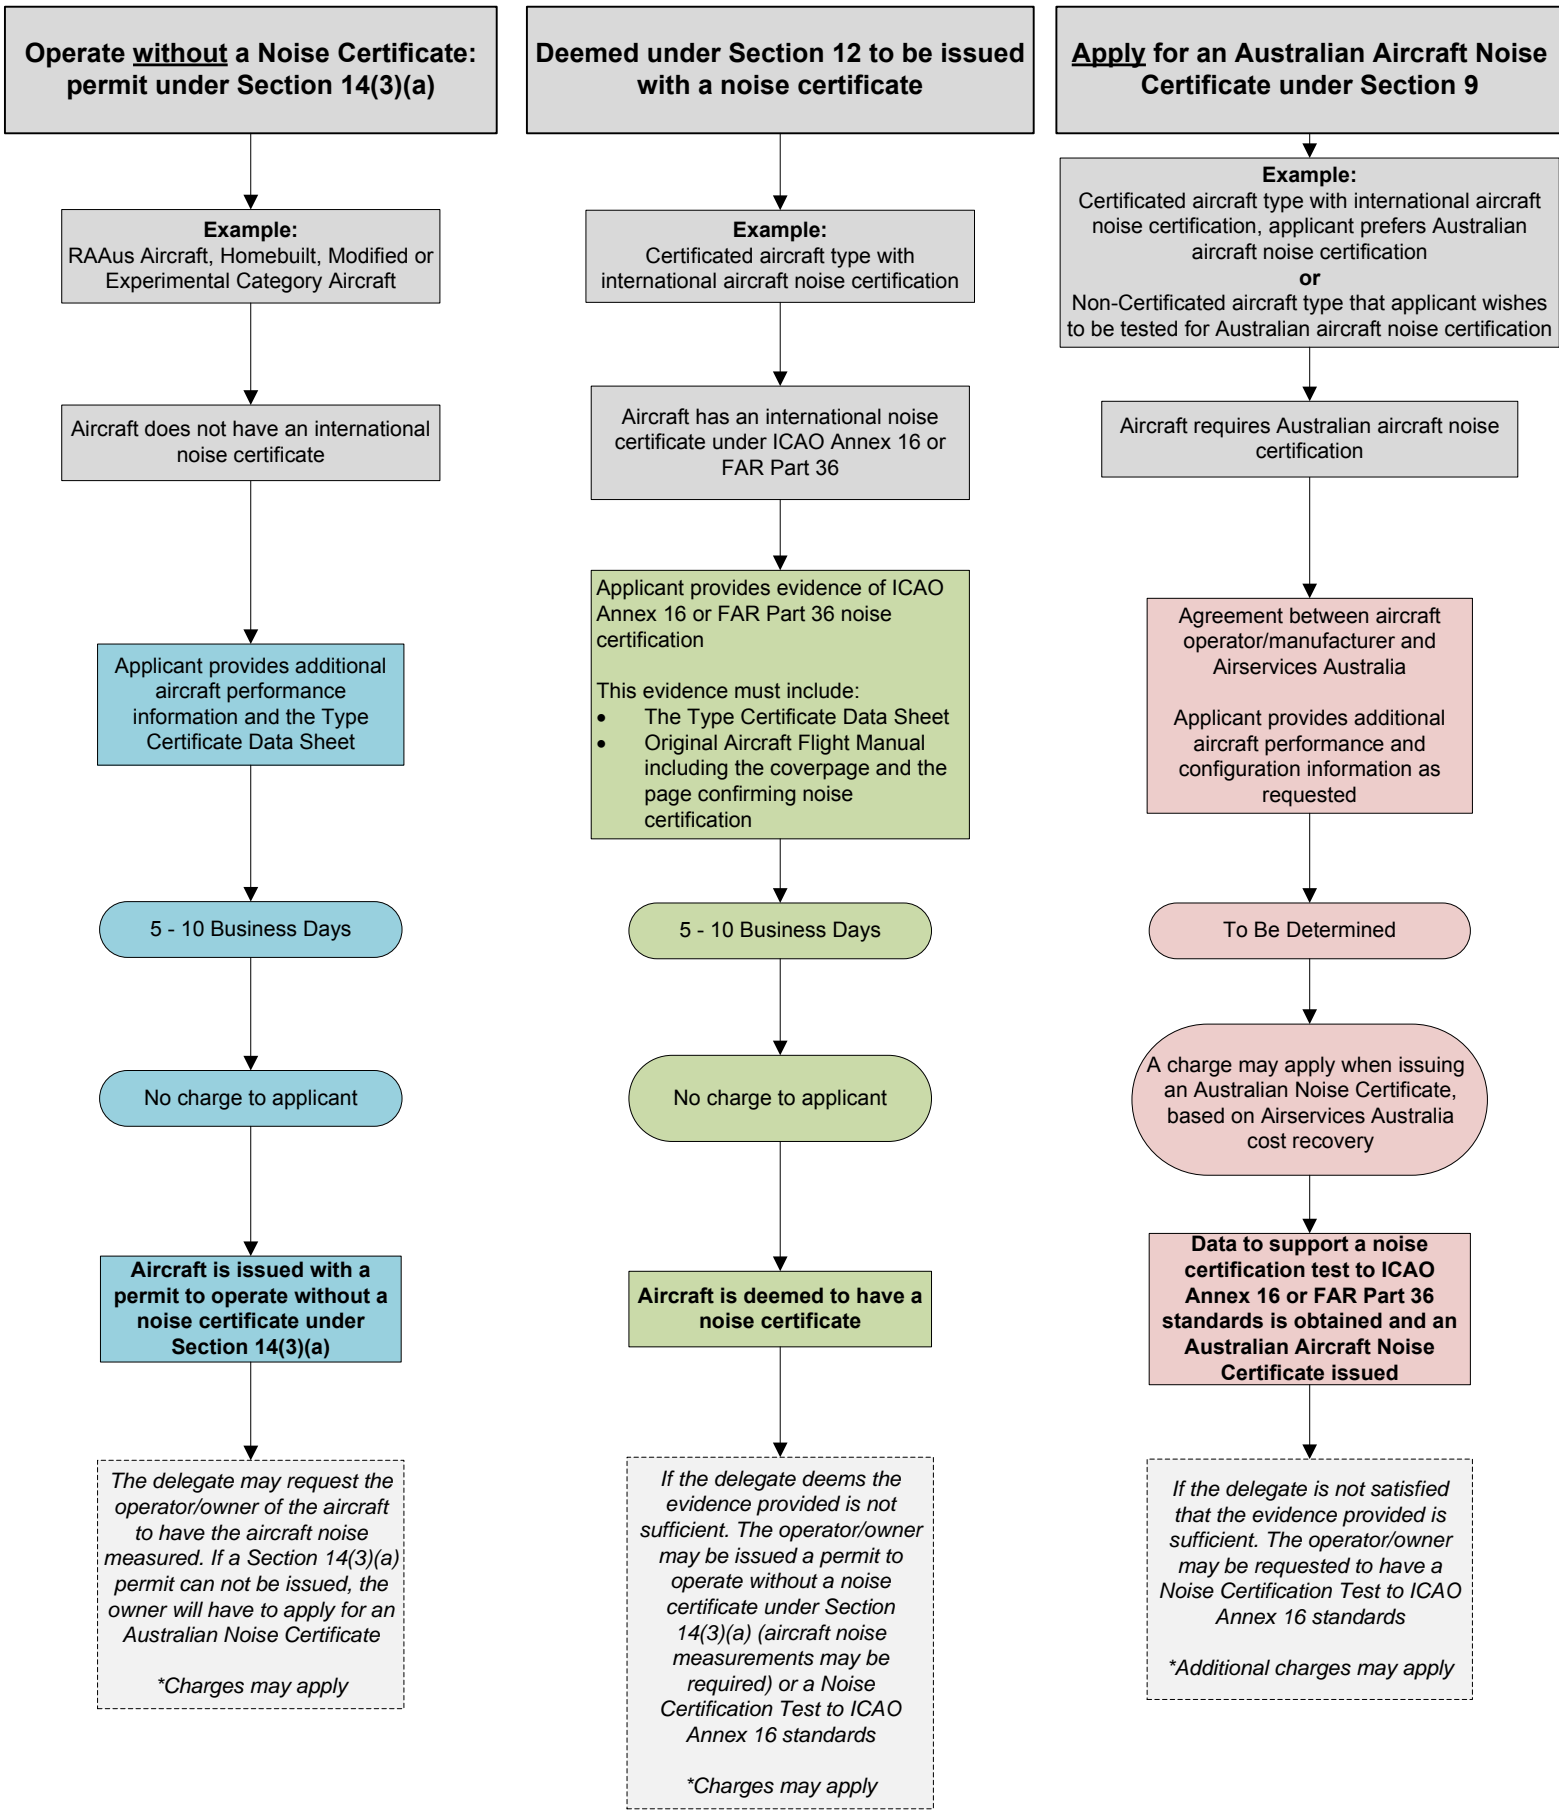 Operate without a Noise Certificate:
permit under Section 14(3)(a)
Example:
RAAus Aircraft, Homebuilt, Modified or
Experimental Category Aircraft
Aircraft does not have an international
noise certificate
Applicant provides additional
aircraft performance
information and the Type
Certificate Data Sheet
5 - 10 Business Days
No charge to applicant
Aircraft is issued with a
permit to operate without a
noise certificate under
Section 14(3)(a)
The delegate may request the
operator/owner of the aircraft
to have the aircraft noise
measured. If a Section 14(3)(a)
permit can not be issued, the
owner will have to apply for an
Australian Noise Certificate
*Charges may apply
Deemed under Section 12 to be issued
with a noise certificate
Example:
Certificated aircraft type with
international aircraft noise certification
Aircraft has an international noise
certificate under ICAO Annex 16 or
FAR Part 36
Applicant provides evidence of ICAO
Annex 16 or FAR Part 36 noise
certification
This evidence must include:
• The Type Certificate Data Sheet
• Original Aircraft Flight Manual
including the coverpage and the
page confirming noise
certification
5 - 10 Business Days
No charge to applicant
Aircraft is deemed to have a
noise certificate
If the delegate deems the
evidence provided is not
sufficient. The operator/owner
may be issued a permit to
operate without a noise
certificate under Section
14(3)(a) (aircraft noise
measurements may be
required) or a Noise
Certification Test to ICAO
Annex 16 standards
*Charges may apply
Apply for an Australian Aircraft Noise
Certificate under Section 9
Example:
Certificated aircraft type with international aircraft
noise certification, applicant prefers Australian
aircraft noise certification
or
Non-Certificated aircraft type that applicant wishes
to be tested for Australian aircraft noise certification
Aircraft requires Australian aircraft noise
certification
Agreement between aircraft
operator/manufacturer and
Airservices Australia
Applicant provides additional
aircraft performance and
configuration information as
requested
To Be Determined
A charge may apply when issuing
an Australian Noise Certificate,
based on Airservices Australia
cost recovery
Data to support a noise
certification test to ICAO
Annex 16 or FAR Part 36
standards is obtained and an
Australian Aircraft Noise
Certificate issued
If the delegate is not satisfied
that the evidence provided is
sufficient. The operator/owner
may be requested to have a
Noise Certification Test to ICAO
Annex 16 standards
*Additional charges may apply